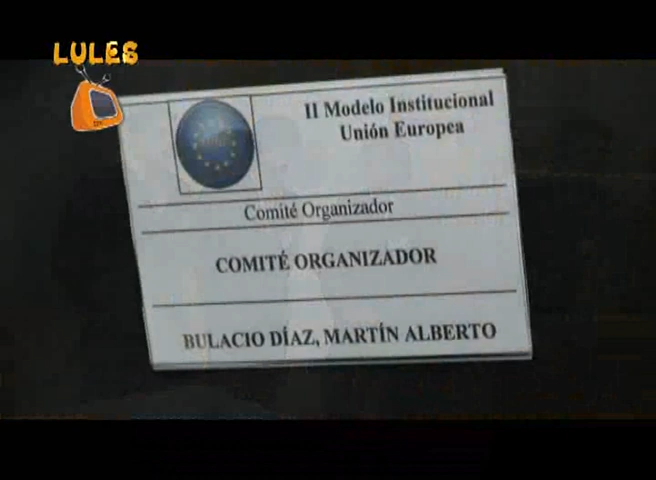 LULES
II Modelo Institucional
Unión Europea
Comité Organizador
COMITÉ ORGANIZADOR
BULACIO DÍAZ, MARTÍN ALBERTO